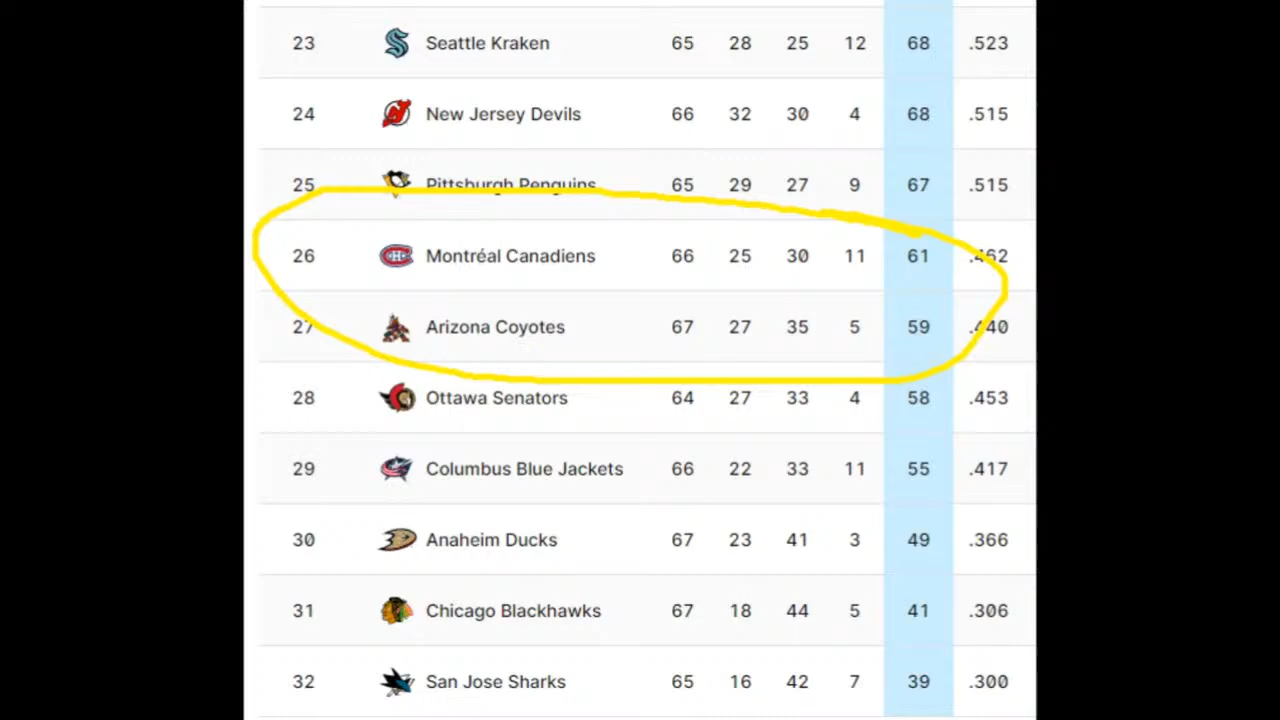 23 Seattle Kraken 65 28 25 12 68 .523
24 New Jersey Devils 66 32 30 4 68 .515
25 Pittsburgh Penguins 65 29 27 9 67 .515
26 Montréal Canadiens 66 25 30 11 61 .462
27 Arizona Coyotes 67 27 35 5 59 .440
28 Ottawa Senators 64 27 33 4 58 .453
29 Columbus Blue Jackets 66 22 33 11 55 .417
30 Anaheim Ducks 67 23 41 3 49 .366
31 Chicago Blackhawks 67 18 44 5 41 .306
32 San Jose Sharks 65 16 42 7 39 .300